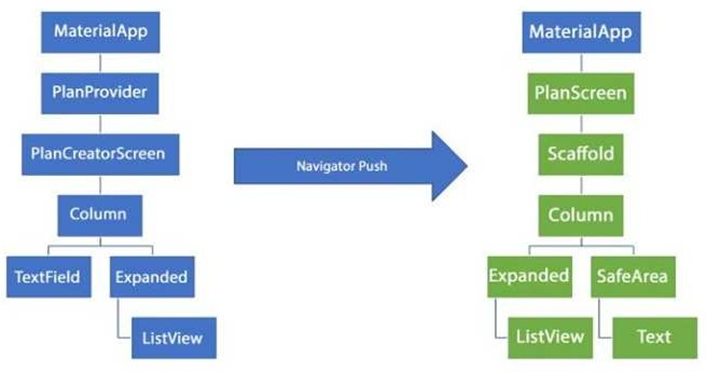 MaterialApp
PlanProvider
PlanCreatorScreen
Column
TextField
Expanded
ListView
Navigator Push
MaterialApp
PlanScreen
Scaffold
Column
Expanded
SafeArea
ListView
Text